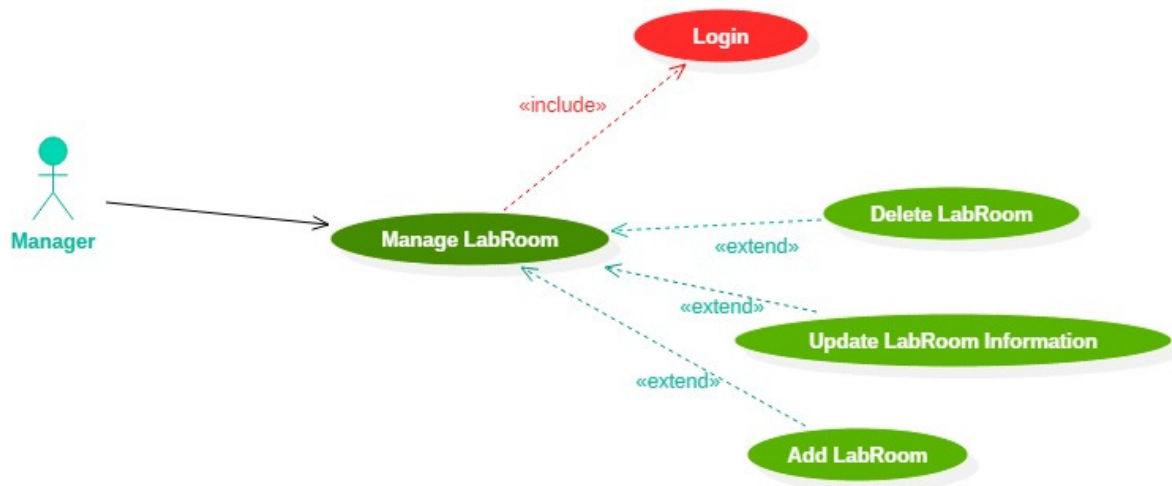 Login
«include»
Manager
Manage LabRoom
Delete LabRoom
«extend»
«extend»
Update LabRoom Information
«extend»
Add LabRoom